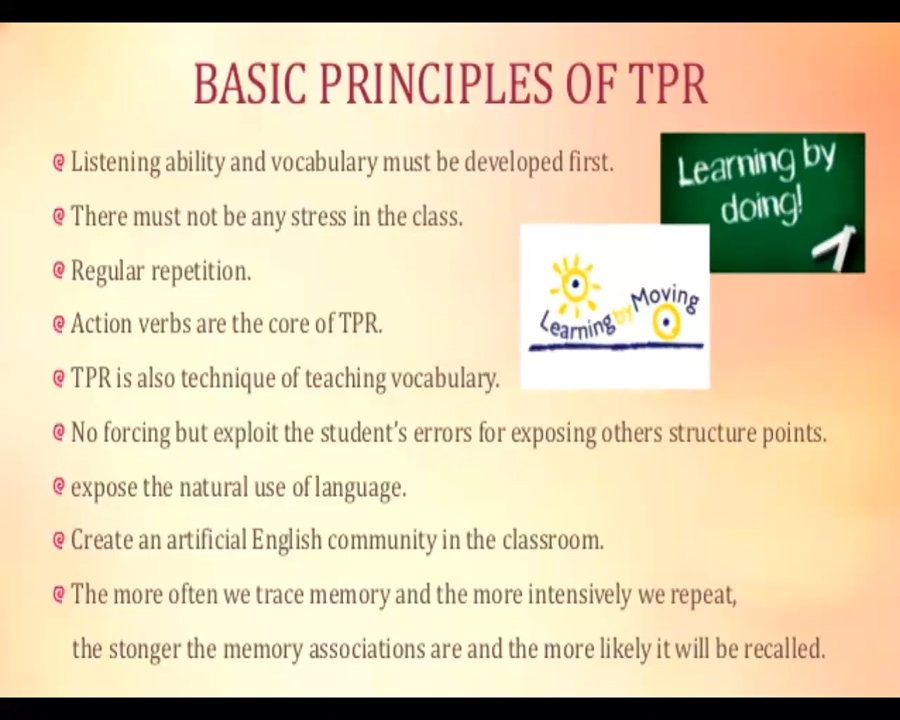 BASIC PRINCIPLES OF TPR
Listening ability and vocabulary must be developed first.
There must not be any stress in the class.
Regular repetition.
Action verbs are the core of TPR.
TPR is also technique of teaching vocabulary.
No forcing but exploit the student's errors for exposing others structure points.
expose the natural use of language.
Create an artificial English community in the classroom.
The more often we trace memory and the more intensively we repeat,
the stonger the memory associations are and the more likely it will be recalled.
Learning by
doing!
Learning by Moving